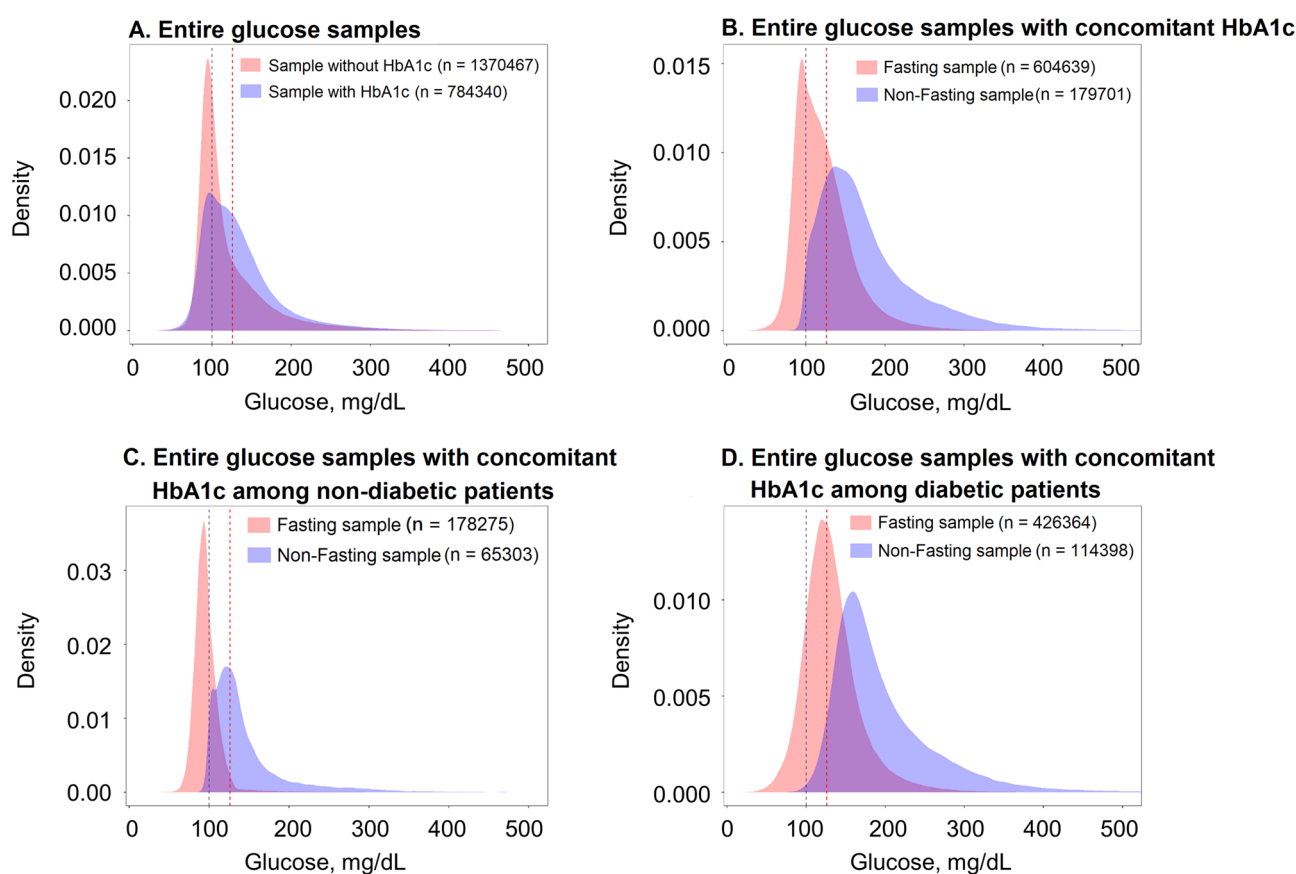 A. Entire glucose samples
Sample without HbA1c (n = 1370467)
Sample with HbA1c (n = 784340)
0.020
0.015
0.010
0.005
0.000
Density
0
100
200
300
400
500
Glucose, mg/dL
B. Entire glucose samples with concomitant HbA1c
Fasting sample (n = 604639)
Non-Fasting sample (n = 179701)
0.015
0.010
0.005
0.000
Density
0
100
200
300
400
500
Glucose, mg/dL
C. Entire glucose samples with concomitant
HbA1c among non-diabetic patients
Fasting sample (n = 178275)
Non-Fasting sample (n = 65303)
0.03
0.02
0.01
0.00
Density
0
100
200
300
400
500
Glucose, mg/dL
D. Entire glucose samples with concomitant
HbA1c among diabetic patients
Fasting sample (n = 426364)
Non-Fasting sample (n = 114398)
0.010
0.005
0.000
Density
0
100
200
300
400
500
Glucose, mg/dL